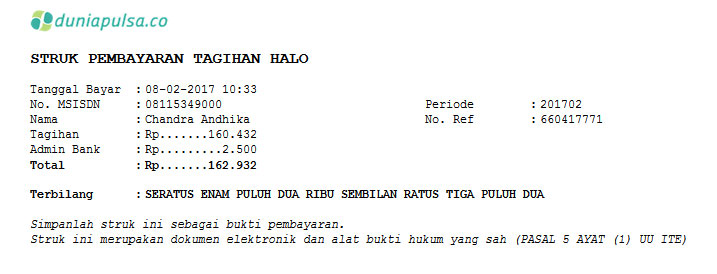 duniapulsa.co
STRUK PEMBAYARAN TAGIHAN HALO
Tanggal Bayar : 08-02-2017 10:33
No. MSISDN : 08115349000 Periode : 201702
Nama : Chandra Andhika No. Ref : 660417771
Tagihan : Rp.......160.432
Admin Bank : Rp.........2.500
Total : Rp.......162.932
Terbilang : SERATUS ENAM PULUH DUA RIBU SEMBILAN RATUS TIGA PULUH DUA
Simpanlah struk ini sebagai bukti pembayaran.
Struk ini merupakan dokumen elektronik dan alat bukti hukum yang sah (PASAL 5 AYAT (1) UU ITE)